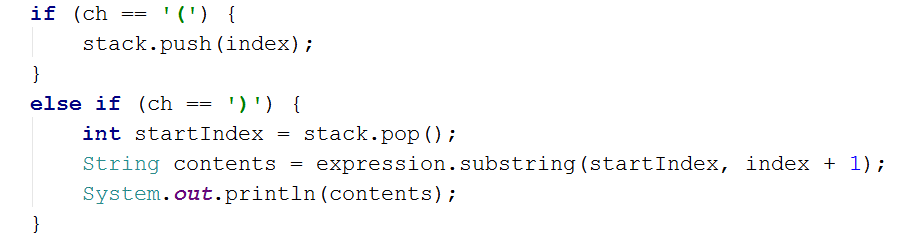 if (ch == '(') {
    stack.push(index);
}
else if (ch == ')') {
    int startIndex = stack.pop();
    String contents = expression.substring(startIndex, index + 1);
    System.out.println(contents);
}